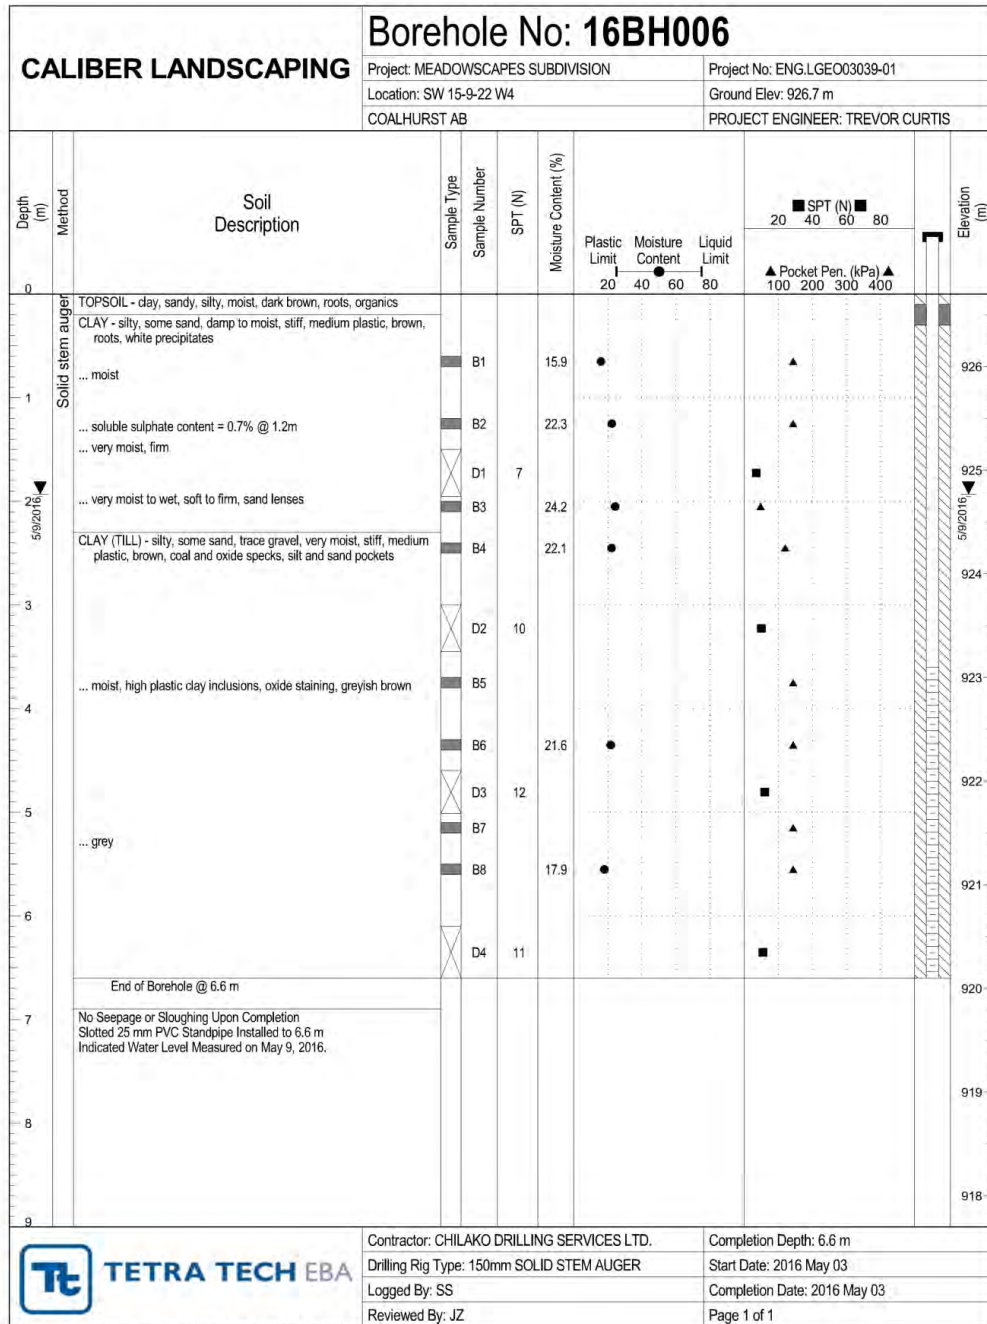 CALIBER LANDSCAPING
Borehole No: 16BH006
Project: MEADOWSCAPES SUBDIVISION
Project No: ENG.LGEO03039-01
Location: SW 15-9-22 W4
Ground Elev: 926.7 m
COALHURST AB
PROJECT ENGINEER: TREVOR CURTIS
Depth
(m)
Method
Soil
Description
Sample Type
Sample Number
SPT (N)
Moisture Content (%)
Plastic Limit
Moisture Content
Liquid Limit
20 40 60 80
■ SPT (N) ■
20 40 60 80
▲ Pocket Pen. (kPa) ▲
100 200 300 400
Elevation
(m)
0
Solid stem auger
TOPSOIL - clay, sandy, silty, moist, dark brown, roots, organics
CLAY - silty, some sand, damp to moist, stiff, medium plastic, brown,
roots, white precipitates
B1 15.9
926
... moist
1
... soluble sulphate content = 0.7% @ 1.2m
B2 22.3
... very moist, firm
D1 7
925
2
5/9/2016
... very moist to wet, soft to firm, sand lenses
B3 24.2
5/9/2016
CLAY (TILL) - silty, some sand, trace gravel, very moist, stiff, medium
plastic, brown, coal and oxide specks, silt and sand pockets
B4 22.1
924
3
D2 10
... moist, high plastic clay inclusions, oxide staining, greyish brown
B5
923
4
B6 21.6
922
D3 12
5
B7
... grey
B8 17.9
921
6
D4 11
End of Borehole @ 6.6 m
920
7
No Seepage or Sloughing Upon Completion
Slotted 25 mm PVC Standpipe Installed to 6.6 m
Indicated Water Level Measured on May 9, 2016.
919
8
918
9
Tt TETRA TECH EBA
Contractor: CHILAKO DRILLING SERVICES LTD.
Completion Depth: 6.6 m
Drilling Rig Type: 150mm SOLID STEM AUGER
Start Date: 2016 May 03
Logged By: SS
Completion Date: 2016 May 03
Reviewed By: JZ
Page 1 of 1